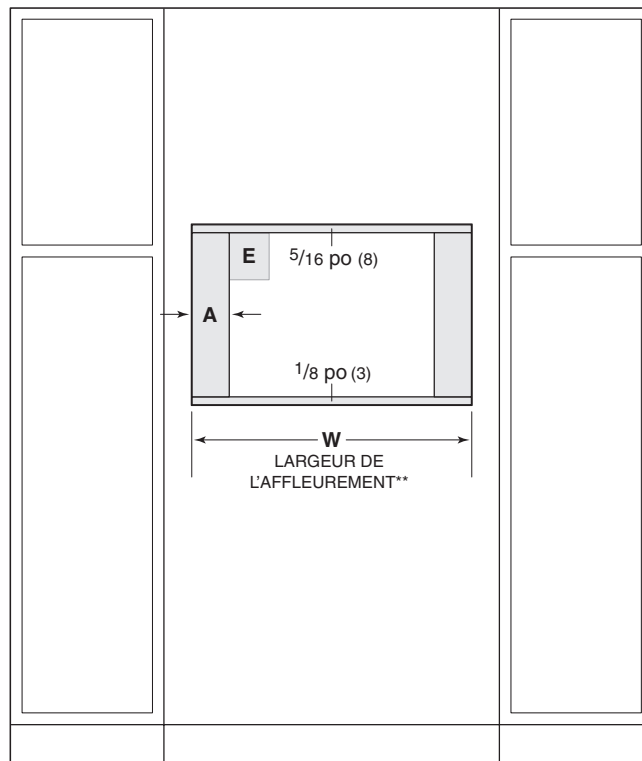 E
5/16 po (8)
A
1/8 po (3)
W
LARGEUR DE
L'AFFLEUREMENT**